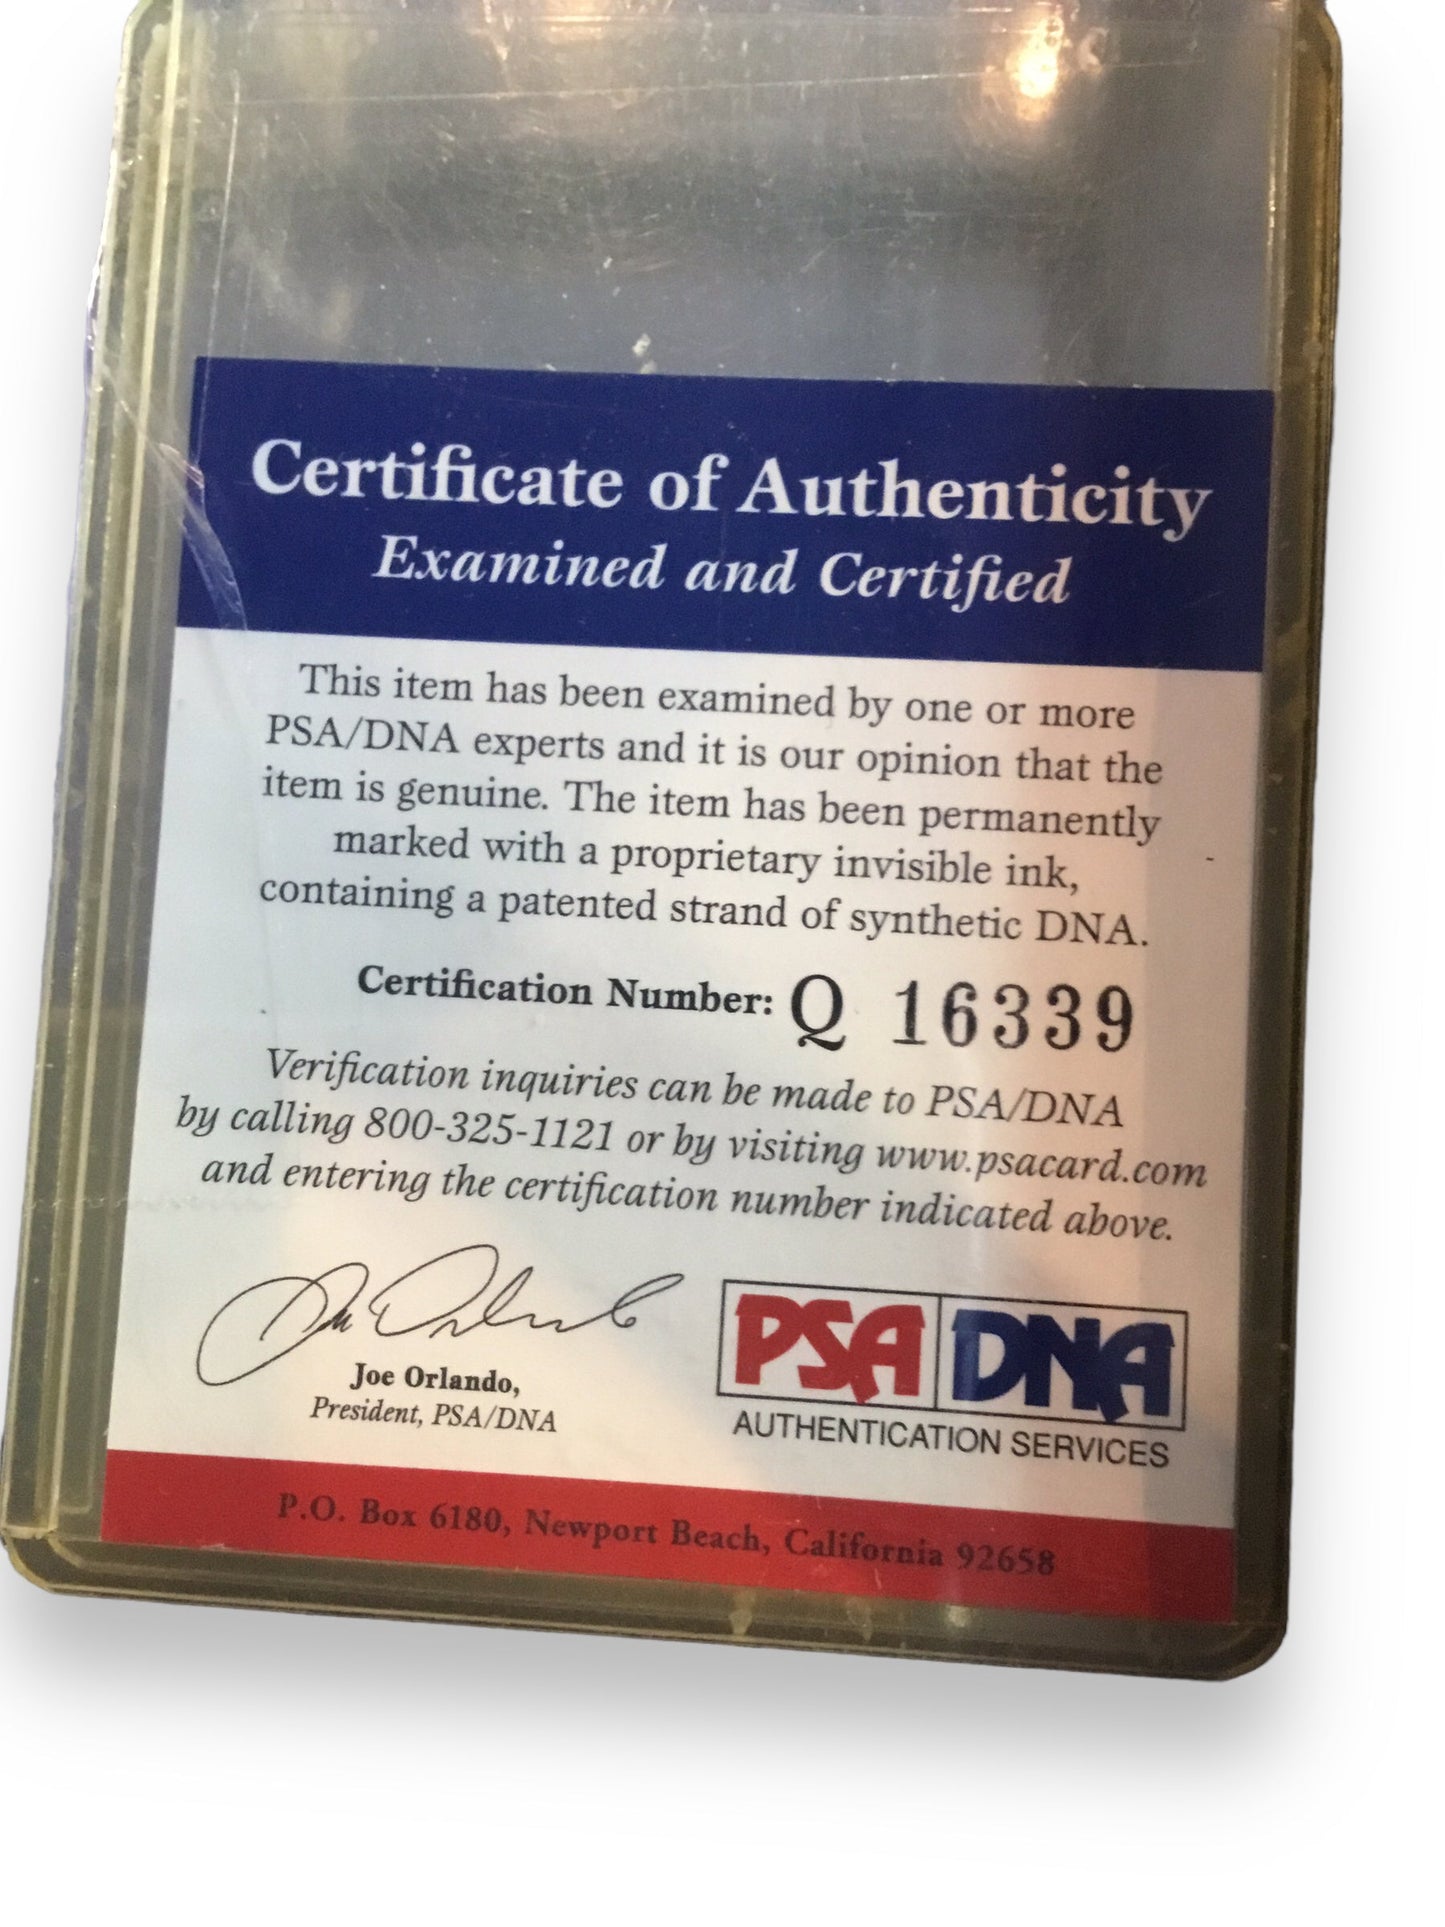 Certificate of Authenticity
Examined and Certified
This item has been examined by one or more
PSA/DNA experts and it is our opinion that the
item is genuine. The item has been permanently
marked with a proprietary invisible ink,
containing a patented strand of synthetic DNA.
Certification Number: Q 16339
Verification inquiries can be made to PSA/DNA
by calling 800-325-1121 or by visiting www.psacard.com
and entering the certification number indicated above.
Joe Orlando,
President, PSA/DNA
PSA DNA
AUTHENTICATION SERVICES
P.O. Box 6180, Newport Beach, California 92658